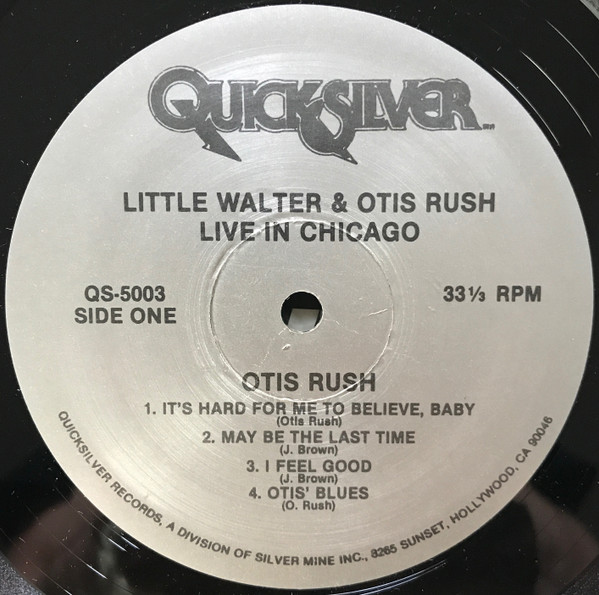 QUICKSILVER
LITTLE WALTER & OTIS RUSH
LIVE IN CHICAGO
QS-5003
SIDE ONE
33 1/3 RPM
OTIS RUSH
1. IT'S HARD FOR ME TO BELIEVE, BABY
(Otis Rush)
2. MAY BE THE LAST TIME
(J. Brown)
3. I FEEL GOOD
(J. Brown)
4. OTIS' BLUES
(O. Rush)
QUICKSILVER RECORDS, A DIVISION OF SILVER MINE INC., 8265 SUNSET, HOLLYWOOD, CA 90046